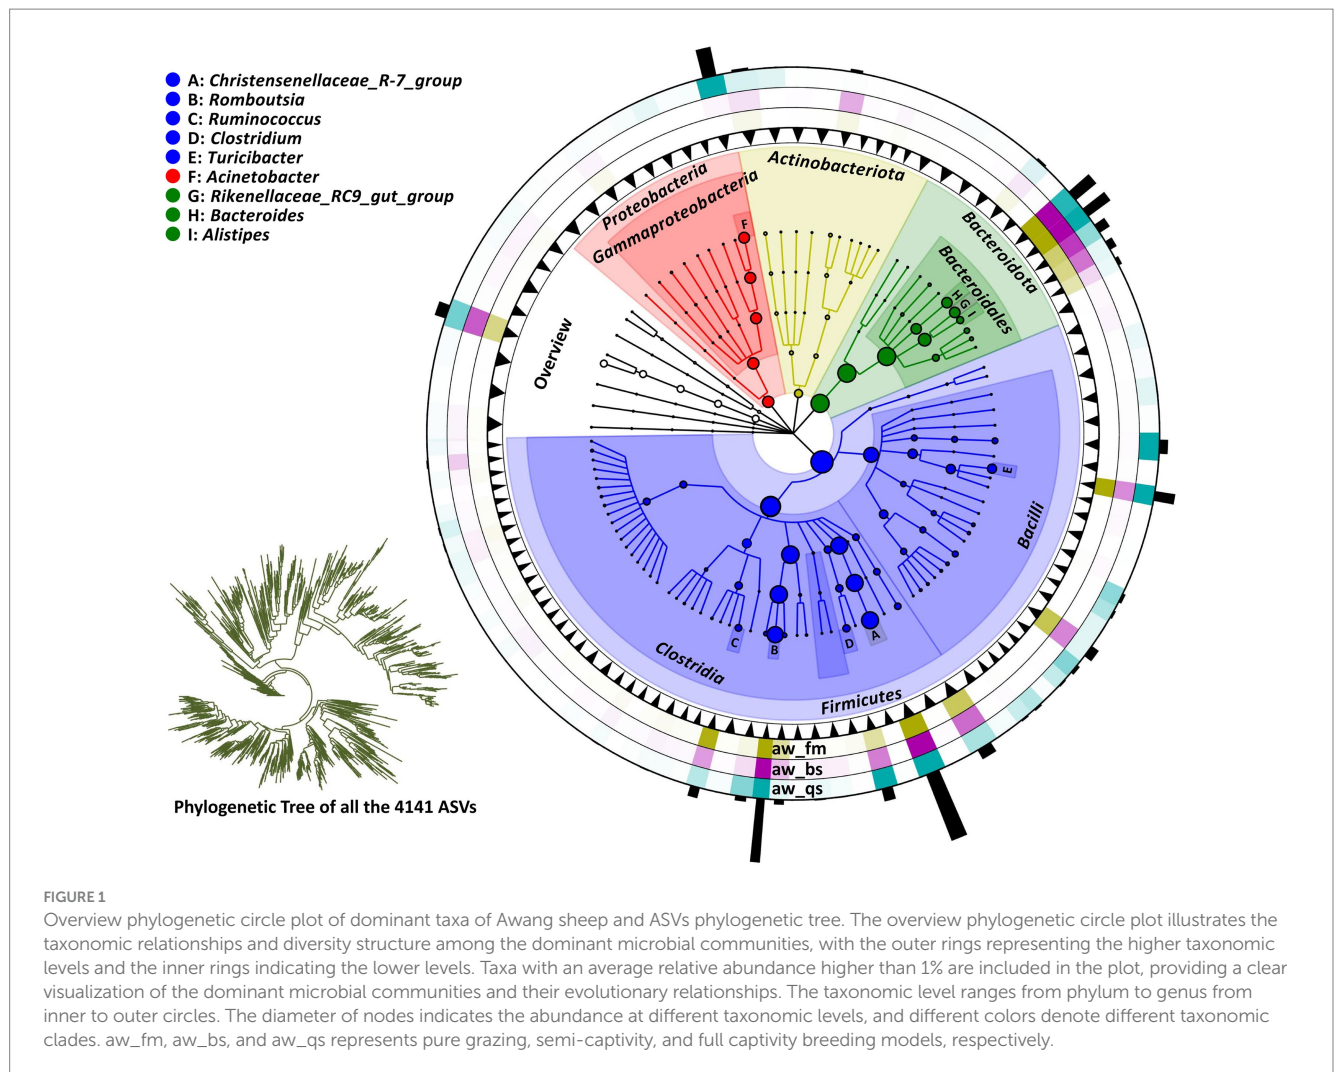 A: Christensenellaceae_R-7_group
B: Romboutsia
C: Ruminococcus
D: Clostridium
E: Turicibacter
F: Acinetobacter
G: Rikenellaceae_RC9_gut_group
H: Bacteroides
I: Alistipes
Proteobacteria
Gammaproteobacteria
F
Actinobacteriota
Bacteroidota
Bacteroidales
H
G
I
Overview
E
Bacilli
C
B
D
A
Clostridia
Firmicutes
aw_fm
aw_bs
aw_qs
Phylogenetic Tree of all the 4141 ASVs
FIGURE 1
Overview phylogenetic circle plot of dominant taxa of Awang sheep and ASVs phylogenetic tree. The overview phylogenetic circle plot illustrates the
taxonomic relationships and diversity structure among the dominant microbial communities, with the outer rings representing the higher taxonomic
levels and the inner rings indicating the lower levels. Taxa with an average relative abundance higher than 1% are included in the plot, providing a clear
visualization of the dominant microbial communities and their evolutionary relationships. The taxonomic level ranges from phylum to genus from
inner to outer circles. The diameter of nodes indicates the abundance at different taxonomic levels, and different colors denote different taxonomic
clades. aw_fm, aw_bs, and aw_qs represents pure grazing, semi-captivity, and full captivity breeding models, respectively.